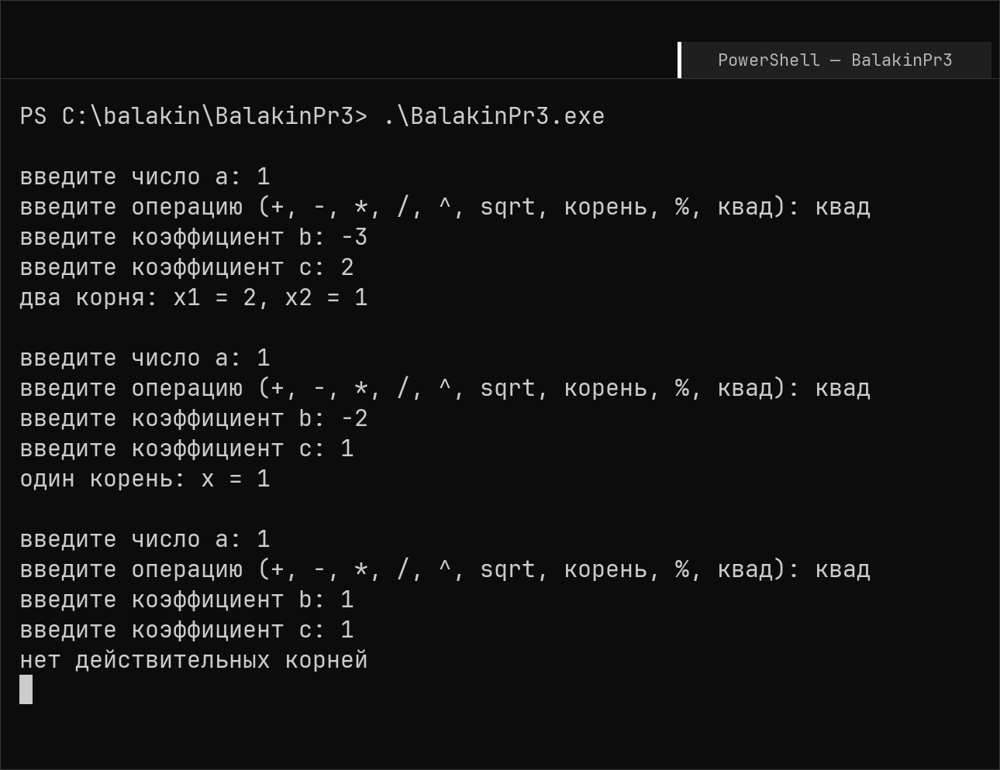 PowerShell — BalakinPr3
PS C:\balakin\BalakinPr3> .\BalakinPr3.exe
введите число a: 1
введите операцию (+, -, *, /, ^, sqrt, корень, %, квад): квад
введите коэффициент b: -3
введите коэффициент c: 2
два корня: x1 = 2, x2 = 1
введите число a: 1
введите операцию (+, -, *, /, ^, sqrt, корень, %, квад): квад
введите коэффициент b: -2
введите коэффициент c: 1
один корень: x = 1
введите число a: 1
введите операцию (+, -, *, /, ^, sqrt, корень, %, квад): квад
введите коэффициент b: 1
введите коэффициент c: 1
нет действительных корней